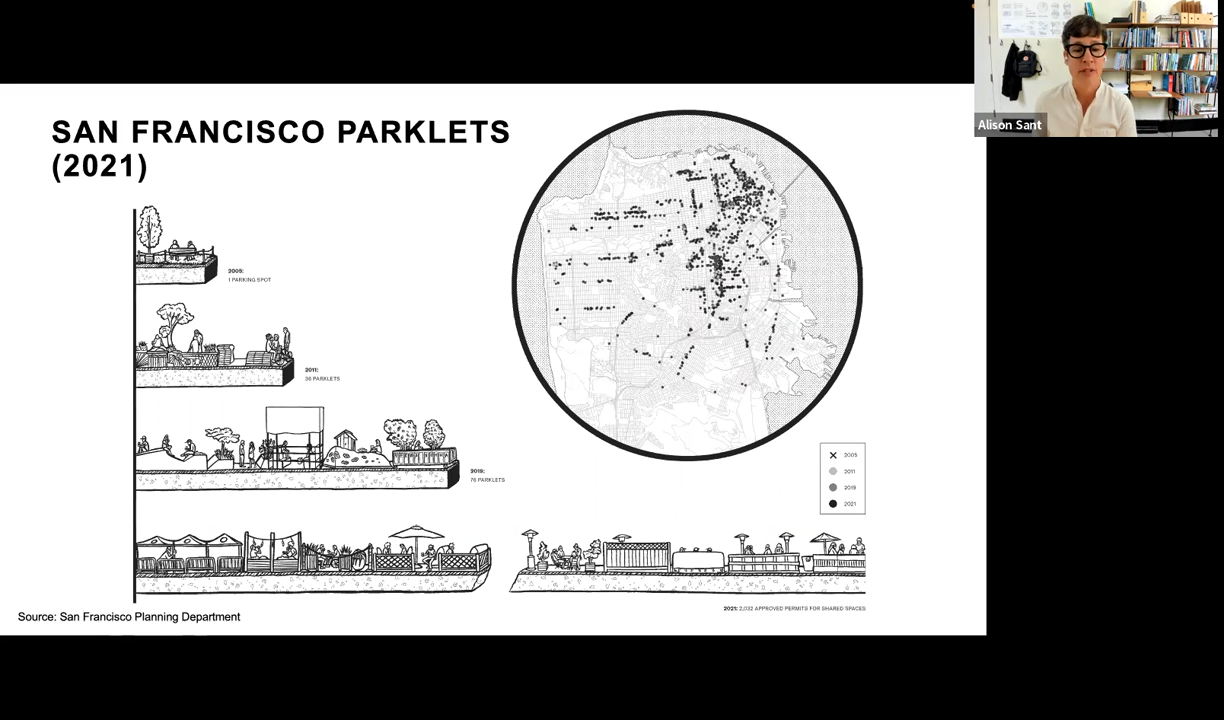 SAN FRANCISCO PARKLETS
(2021)
Alison Sant
2005:
1 PARKING SPOT
2011:
36 PARKLETS
2019:
76 PARKLETS
2005
2011
2019
2021
2021: 2,032 APPROVED PERMITS FOR SHARED SPACES
Source: San Francisco Planning Department